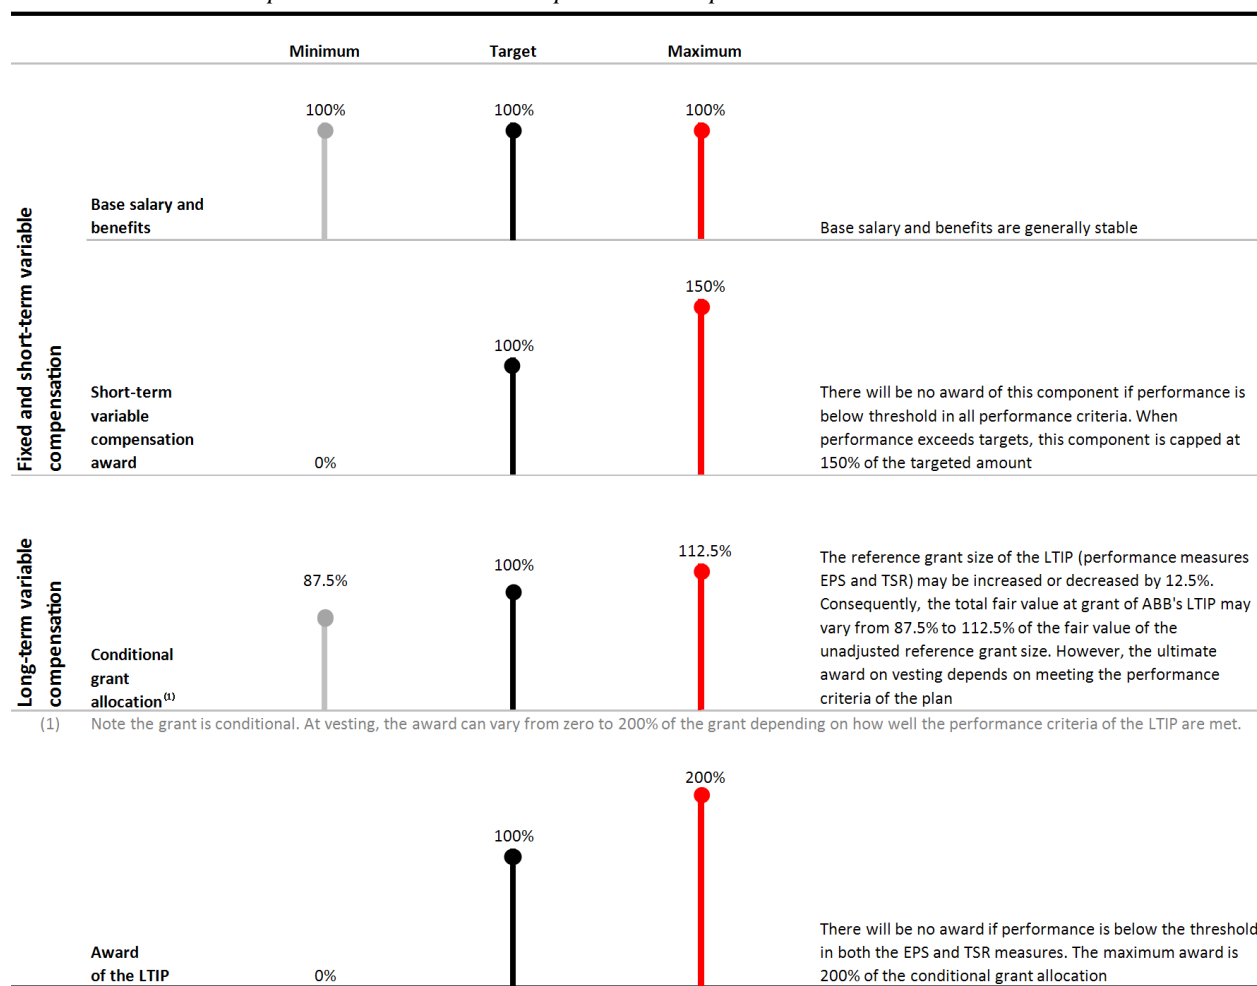 Minimum Target Maximum
100% 100% 100%
Base salary and
benefits
Base salary and benefits are generally stable
Fixed and short-term variable
compensation
150%
100%
Short-term
variable
compensation
award
0%
There will be no award of this component if performance is
below threshold in all performance criteria. When
performance exceeds targets, this component is capped at
150% of the targeted amount
Long-term variable
compensation
87.5%
100%
112.5%
Conditional
grant
allocation(1)
The reference grant size of the LTIP (performance measures
EPS and TSR) may be increased or decreased by 12.5%.
Consequently, the total fair value at grant of ABB's LTIP may
vary from 87.5% to 112.5% of the fair value of the
unadjusted reference grant size. However, the ultimate
award on vesting depends on meeting the performance
criteria of the plan
(1) Note the grant is conditional. At vesting, the award can vary from zero to 200% of the grant depending on how well the performance criteria of the LTIP are met.
200%
100%
Award
of the LTIP
0%
There will be no award if performance is below the threshold
in both the EPS and TSR measures. The maximum award is
200% of the conditional grant allocation